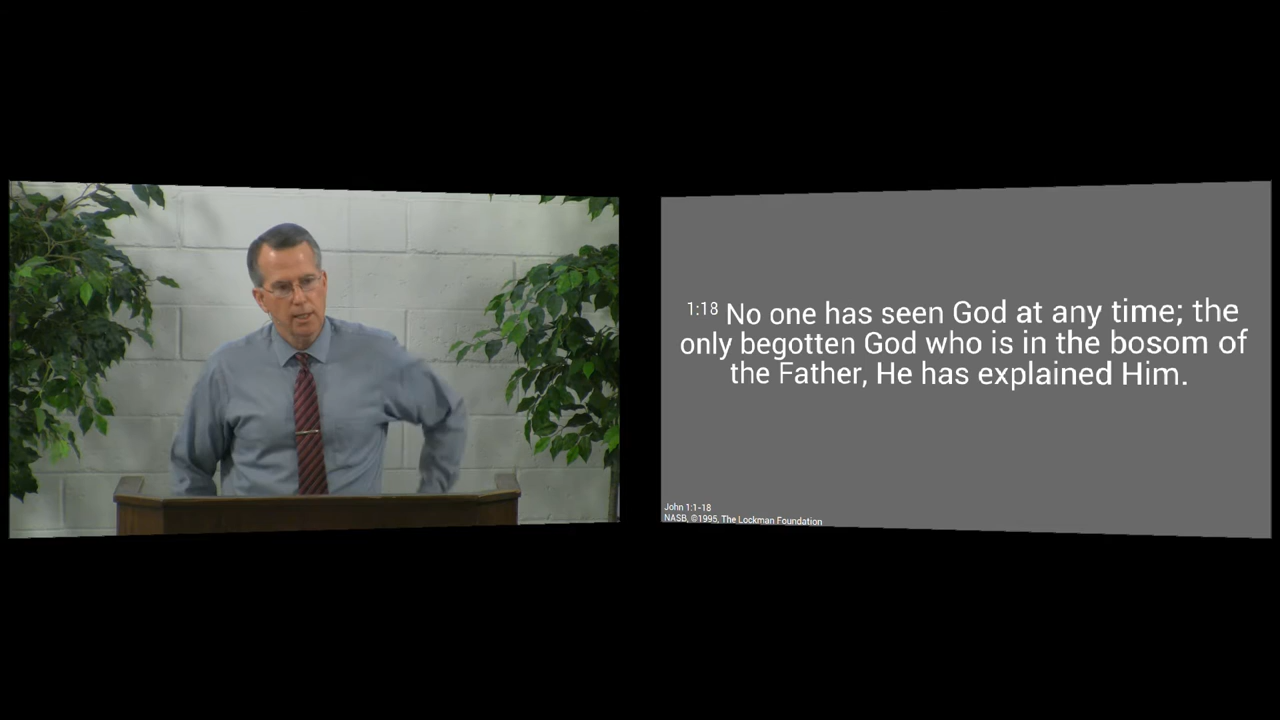 1:18 No one has seen God at any time; the
only begotten God who is in the bosom of
the Father, He has explained Him.
John 1:1-18
NASB, ©1995, The Lockman Foundation